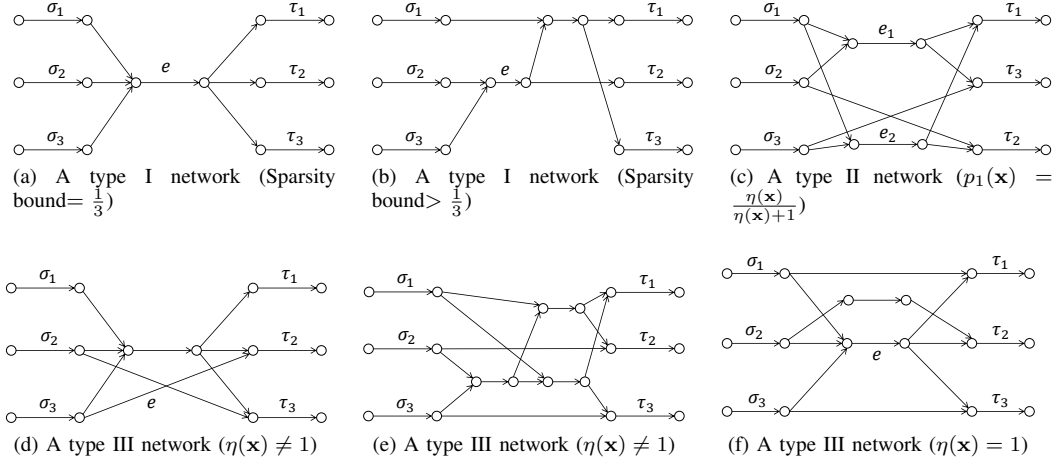 σ₁ τ₁
σ₂ e τ₂
σ₃ τ₃
(a) A type I network (Sparsity
bound= 1/3)
σ₁ τ₁
σ₂ e τ₂
σ₃ τ₃
(b) A type I network (Sparsity
bound> 1/3)
σ₁ e₁ τ₁
σ₂ τ₃
σ₃ e₂ τ₂
(c) A type II network (p₁(x) =
η(x)/(η(x)+1))
σ₁ τ₁
σ₂ τ₂
σ₃ e τ₃
(d) A type III network (η(x) ≠ 1)
σ₁ τ₁
σ₂ τ₂
σ₃ τ₃
(e) A type III network (η(x) ≠ 1)
σ₁ τ₁
σ₂ e τ₂
σ₃ τ₃
(f) A type III network (η(x) = 1)